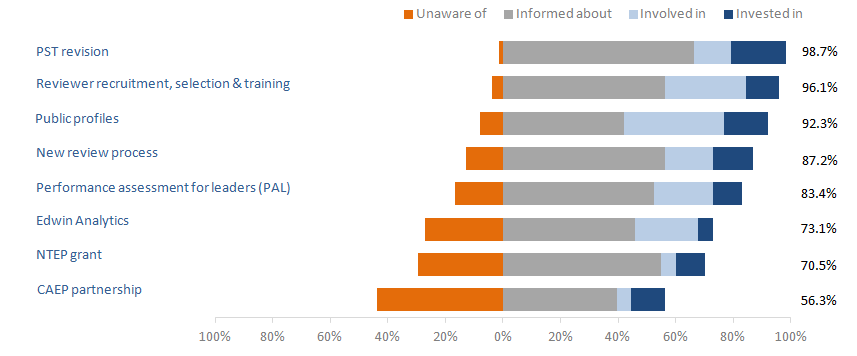 Unaware of Informed about Involved in Invested in
PST revision 98.7%
Reviewer recruitment, selection & training 96.1%
Public profiles 92.3%
New review process 87.2%
Performance assessment for leaders (PAL) 83.4%
Edwin Analytics 73.1%
NTEP grant 70.5%
CAEP partnership 56.3%
100% 80% 60% 40% 20% 0% 20% 40% 60% 80% 100%